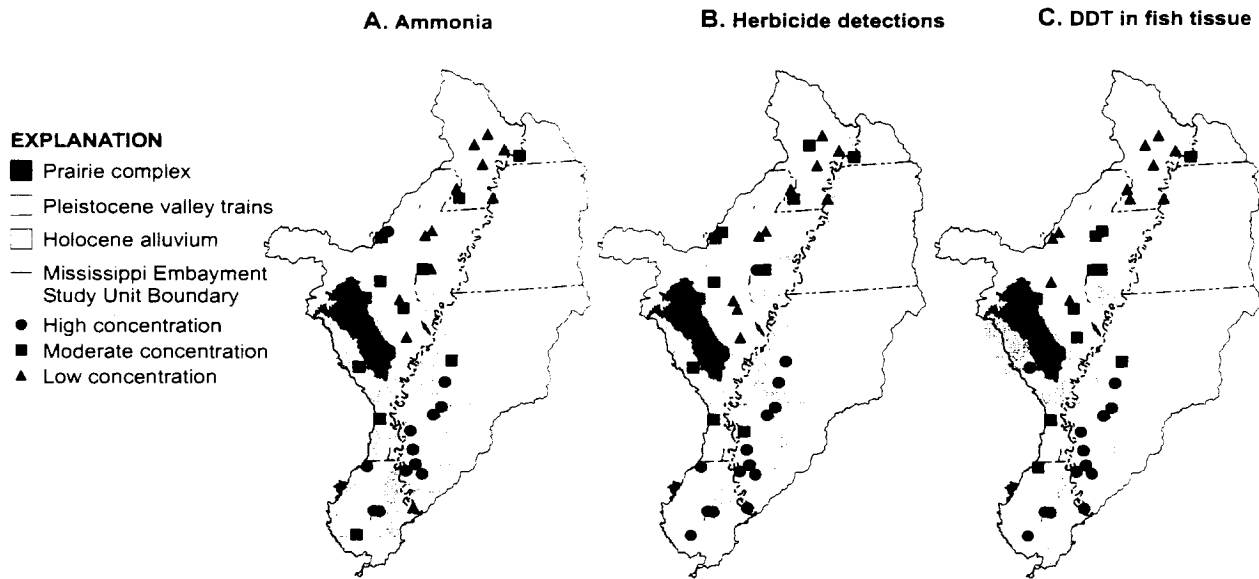 A. Ammonia
B. Herbicide detections
C. DDT in fish tissue
EXPLANATION
Prairie complex
Pleistocene valley trains
Holocene alluvium
Mississippi Embayment
Study Unit Boundary
High concentration
Moderate concentration
Low concentration